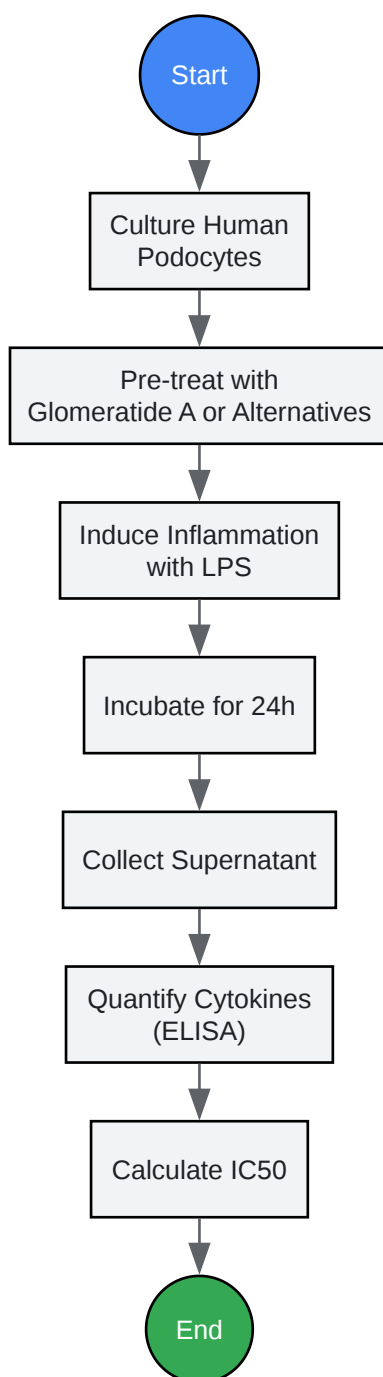 Start
Culture Human
Podocytes
Pre-treat with
Glomeratide A or Alternatives
Induce Inflammation
with LPS
Incubate for 24h
Collect Supernatant
Quantify Cytokines
(ELISA)
Calculate IC50
End